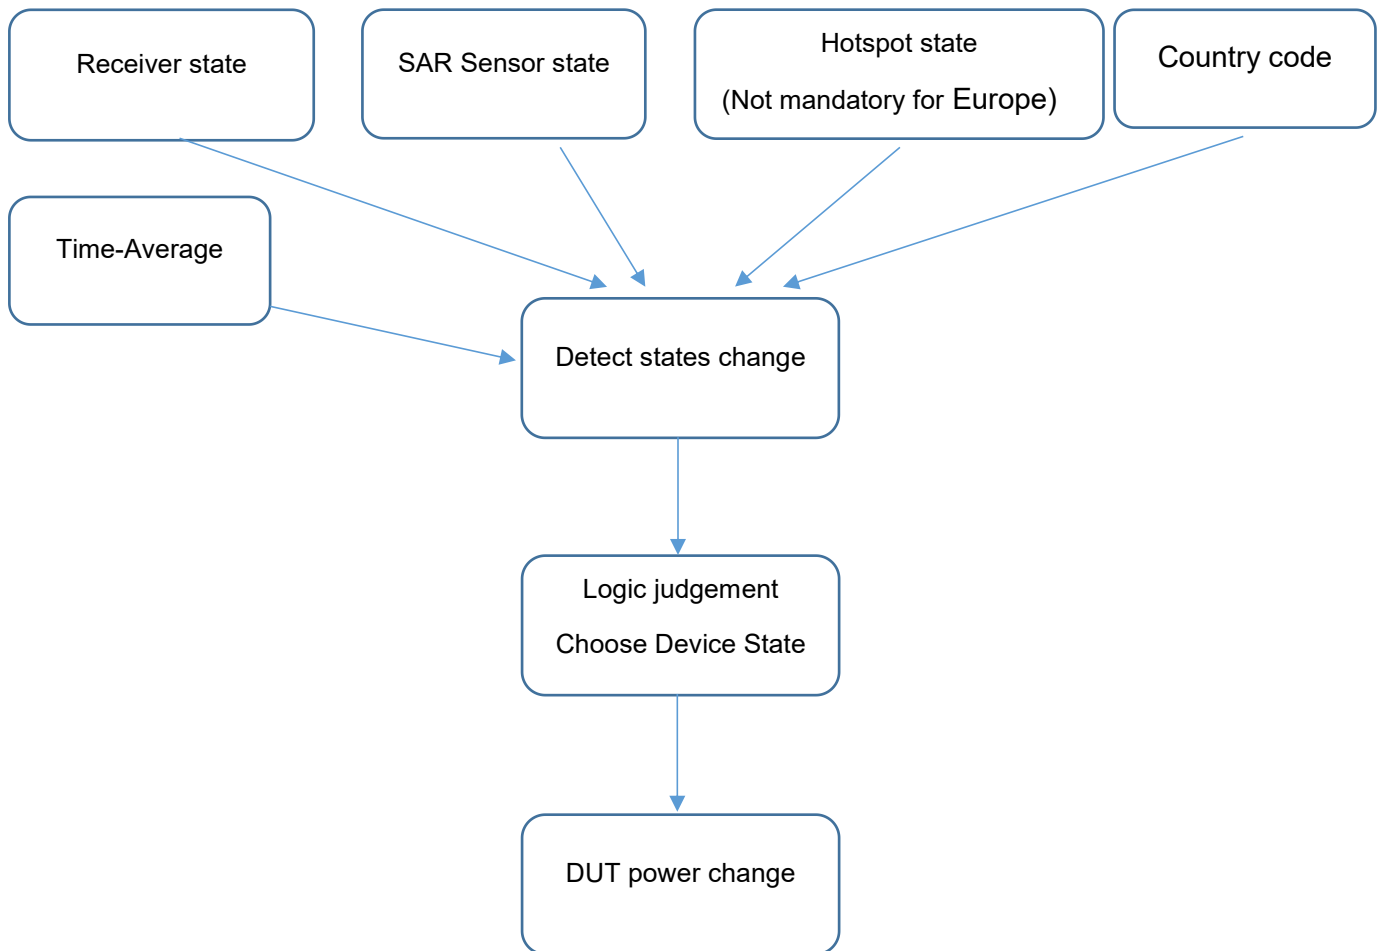 Receiver state
SAR Sensor state
Hotspot state
(Not mandatory for Europe)
Country code
Time-Average
Detect states change
Logic judgement
Choose Device State
DUT power change